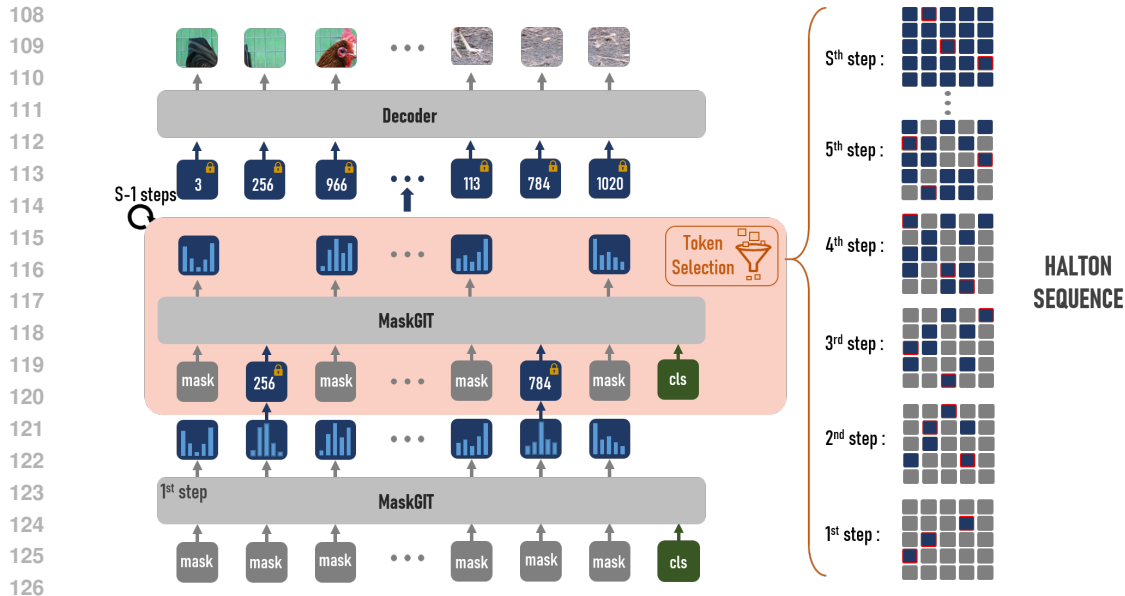 108
109
110
111
112
113
114
115
116
117
118
119
120
121
122
123
124
125
126
Decoder
3 256 966 113 784 1020
S-1 steps
Token
Selection
MaskGIT
mask 256 mask mask 784 mask cls
1st step
MaskGIT
mask mask mask mask mask mask cls
Sth step :
5th step :
4th step :
3rd step :
2nd step :
1st step :
HALTON
SEQUENCE